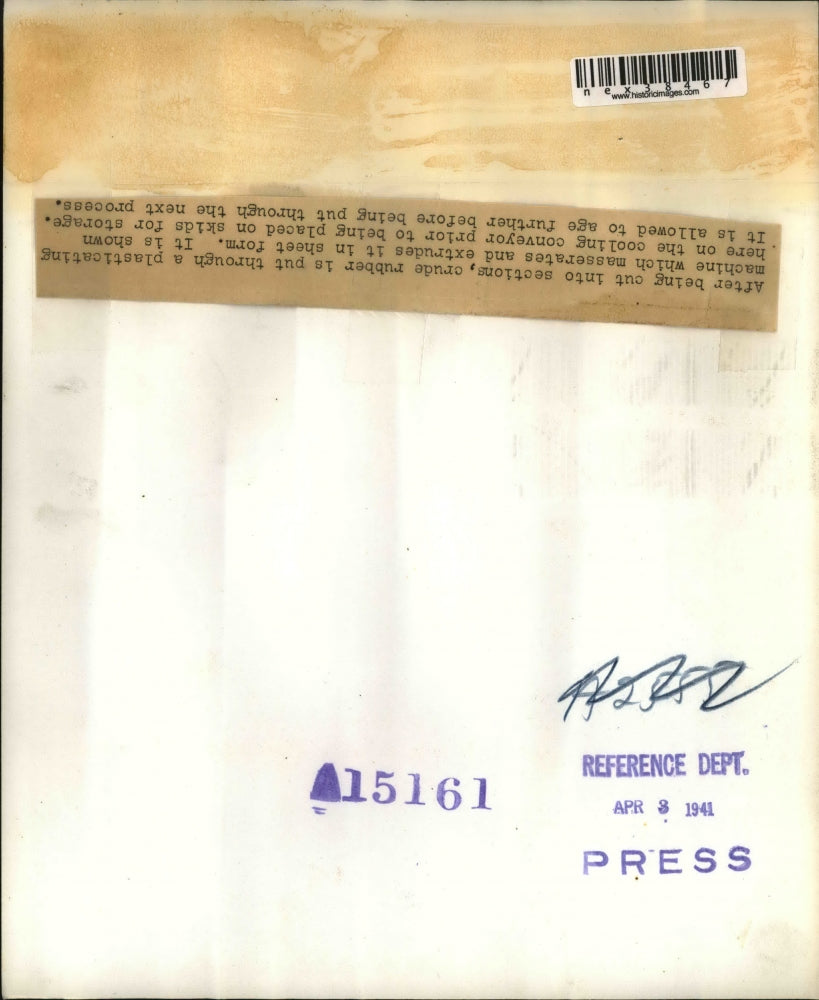 nex38467
www.historicimages.com
After being cut into sections, crude rubber is put through a plasticating
machine which masserates and extrudes it in sheet form. It is shown
here on the cooling conveyor prior to being placed on skids for storage.
It is allowed to age further before being put through the next process.
A15161
REFERENCE DEPT.
APR 3 1941
PRESS